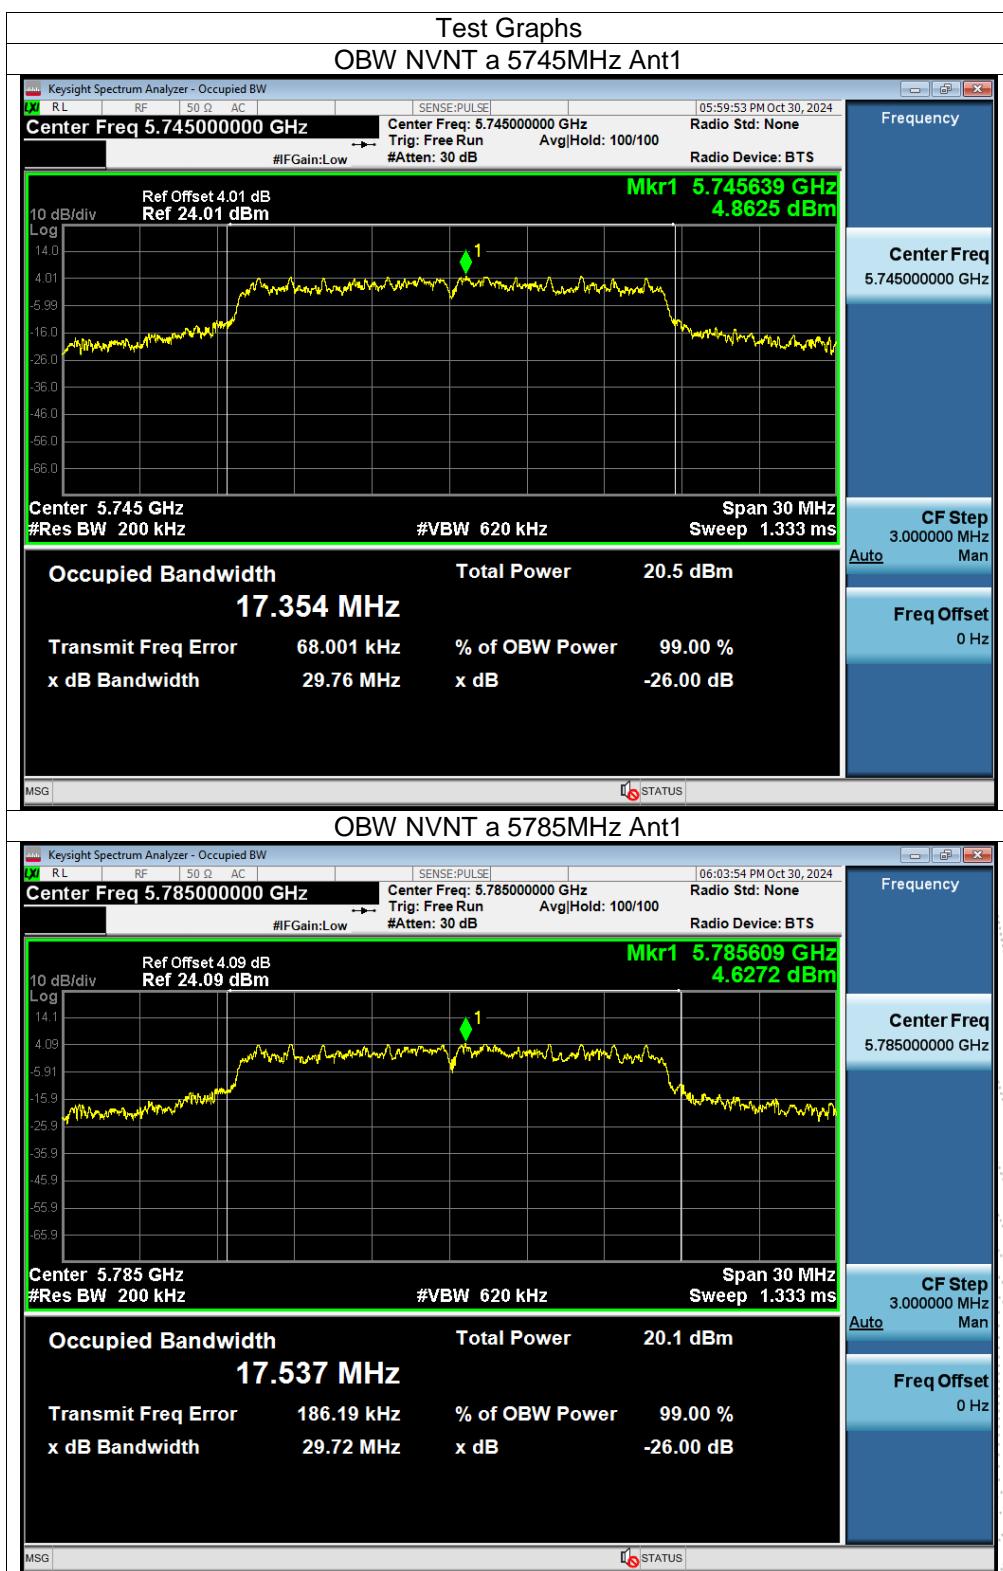 Test Graphs
OBW NVNT a 5745MHz Ant1
Keysight Spectrum Analyzer - Occupied BW
LXI RL RF 50 Ω AC SENSE:PULSE 05:59:53 PM Oct 30, 2024
Center Freq 5.745000000 GHz Center Freq: 5.745000000 GHz Radio Std: None Frequency
Trig: Free Run Avg|Hold: 100/100
#IFGain:Low #Atten: 30 dB Radio Device: BTS
Mkr1 5.745639 GHz
Ref Offset 4.01 dB
10 dB/div Ref 24.01 dBm 4.8625 dBm
Log
14.0
1
4.01
-5.99
-16.0
-26.0
-36.0
-46.0
-56.0
-66.0
Center Freq
5.745000000 GHz
Center 5.745 GHz Span 30 MHz
#Res BW 200 kHz #VBW 620 kHz Sweep 1.333 ms
CF Step
3.000000 MHz
Auto Man
Occupied Bandwidth Total Power 20.5 dBm
17.354 MHz
Freq Offset
0 Hz
Transmit Freq Error 68.001 kHz % of OBW Power 99.00 %
x dB Bandwidth 29.76 MHz x dB -26.00 dB
MSG STATUS
OBW NVNT a 5785MHz Ant1
Keysight Spectrum Analyzer - Occupied BW
LXI RL RF 50 Ω AC SENSE:PULSE 06:03:54 PM Oct 30, 2024
Center Freq 5.785000000 GHz Center Freq: 5.785000000 GHz Radio Std: None Frequency
Trig: Free Run Avg|Hold: 100/100
#IFGain:Low #Atten: 30 dB Radio Device: BTS
Mkr1 5.785609 GHz
Ref Offset 4.09 dB
10 dB/div Ref 24.09 dBm 4.6272 dBm
Log
14.1
1
4.09
-5.91
-15.9
-25.9
-35.9
-45.9
-55.9
-65.9
Center Freq
5.785000000 GHz
Center 5.785 GHz Span 30 MHz
#Res BW 200 kHz #VBW 620 kHz Sweep 1.333 ms
CF Step
3.000000 MHz
Auto Man
Occupied Bandwidth Total Power 20.1 dBm
17.537 MHz
Freq Offset
0 Hz
Transmit Freq Error 186.19 kHz % of OBW Power 99.00 %
x dB Bandwidth 29.72 MHz x dB -26.00 dB
MSG STATUS